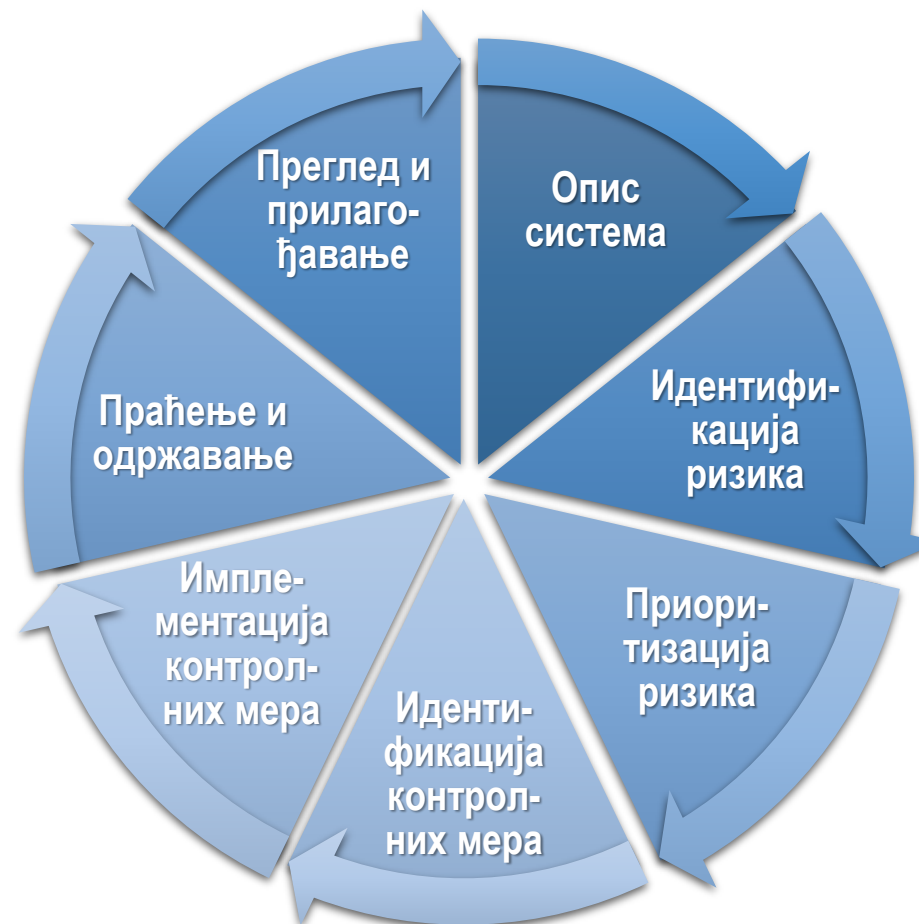 Опис
система
Идентифи-
кација
ризика
Приори-
тизација
ризика
Иденти-
фикација
контрол-
них мера
Импле-
ментација
контрол-
них мера
Праћење и
одржавање
Преглед и
прилаго-
ђавање